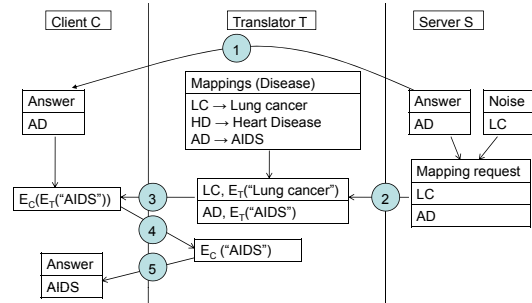 Client C
Translator T
Server S
1
Mappings (Disease)
LC → Lung cancer
HD → Heart Disease
AD → AIDS
Answer
AD
Answer
AD
Noise
LC
Mapping request
LC
AD
E_C(E_T("AIDS"))
3
LC, E_T("Lung cancer")
AD, E_T("AIDS")
2
4
E_C ("AIDS")
5
Answer
AIDS